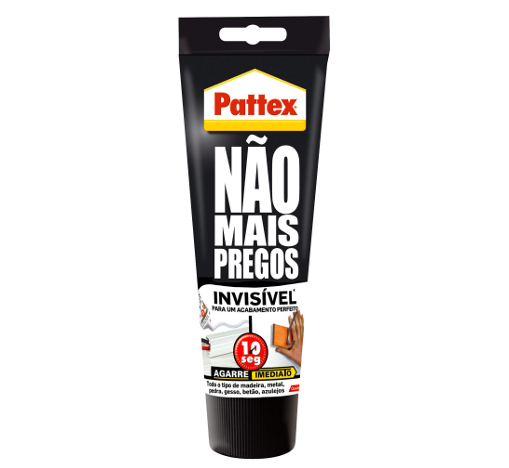 Pattex
NÃO
MAIS
PREGOS
INVISÍVEL*
PARA UM ACABAMENTO PERFEITO
10
seg
AGARRE IMEDIATO
Todo o tipo de madeira, metal,
pedra, gesso, betão, azulejos